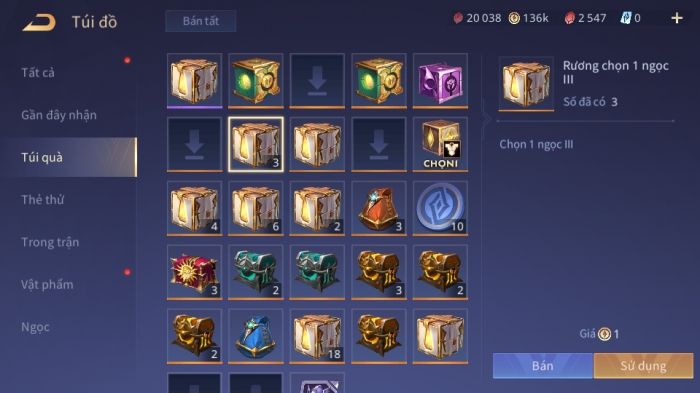 Túi đồ
Bán tất
20 038
136k
2 547
0
Tất cả
Gần đây nhận
Túi quà
Thẻ thử
Trong trận
Vật phẩm
Ngọc
3
CHỌN1
4
6
2
3
10
3
2
2
3
2
2
2
18
2
Rương chọn 1 ngọc
III
Số đã có 3
Chọn 1 ngọc III
Giá 1
Bán
Sử dụng